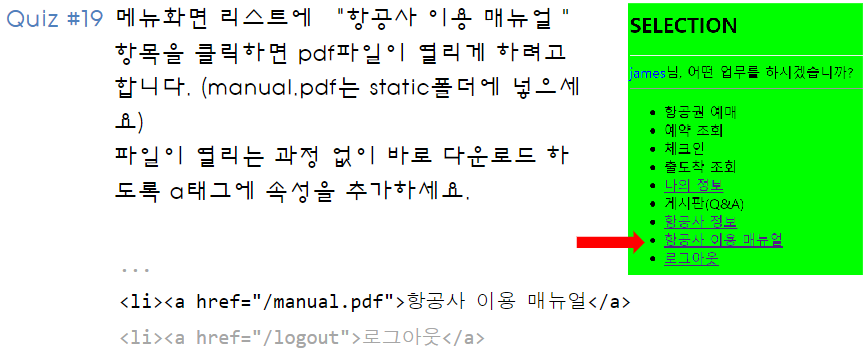 Quiz #19
메뉴화면 리스트에 "항공사 이용 매뉴얼 "
항목을 클릭하면 pdf파일이 열리게 하려고
합니다. (manual.pdf는 static폴더에 넣으세
요)
파일이 열리는 과정 없이 바로 다운로드 하
도록 a태그에 속성을 추가하세요.
...
<li><a href="/manual.pdf">항공사 이용 매뉴얼</a>
<li><a href="/logout">로그아웃</a>
SELECTION
james님, 어떤 업무를 하시겠습니까?
항공권 예매
예약 조회
체크인
출도착 조회
나의 정보
게시판(Q&A)
항공사 정보
항공사 이용 매뉴얼
로그아웃